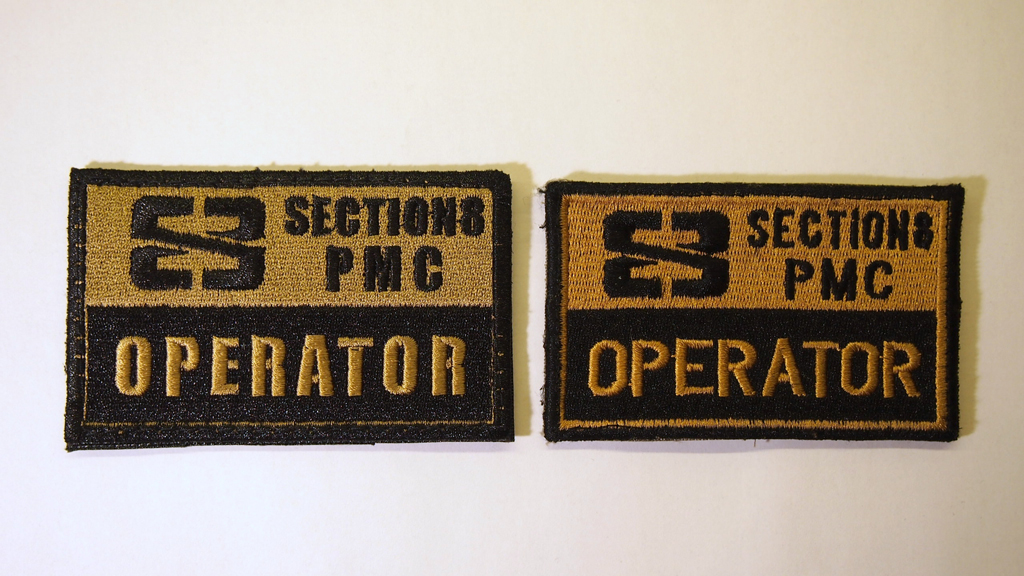 SECTION8
PMC
OPERATOR
SECTION8
PMC
OPERATOR